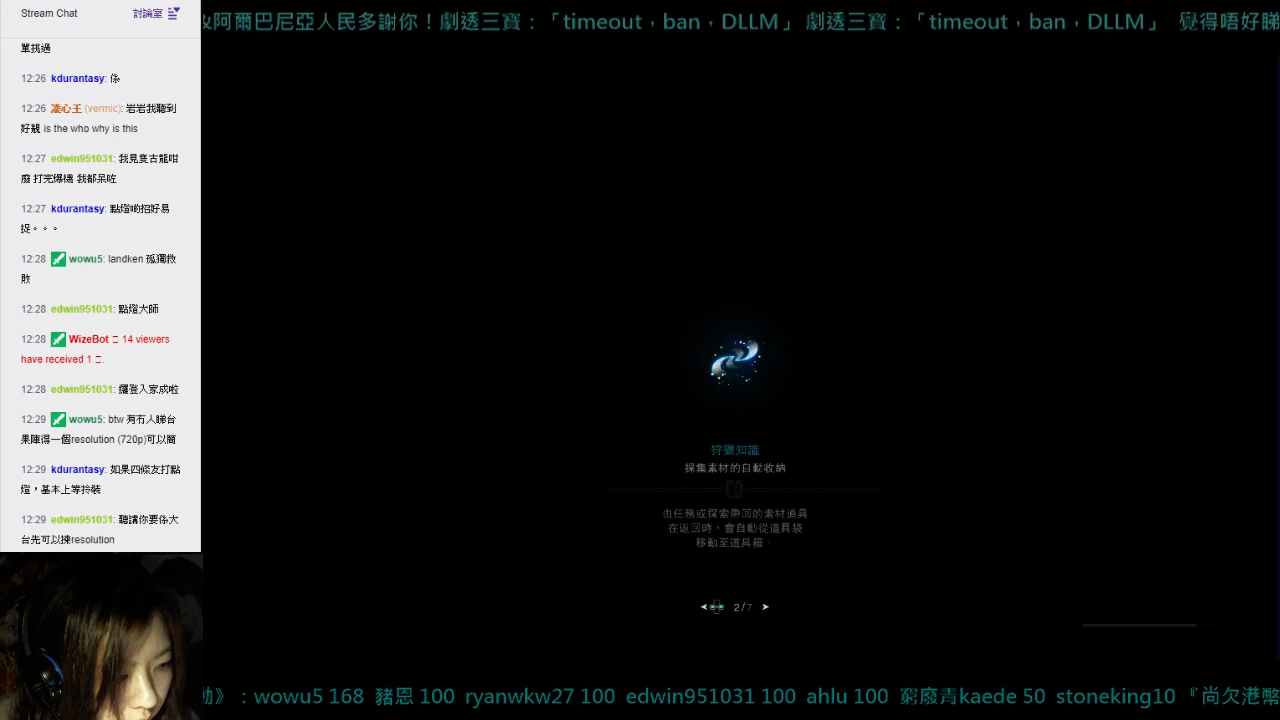 Stream Chat 討論室
及阿爾巴尼亞人民多謝你！劇透三寶：「timeout，ban，DLLM」 劇透三寶：「timeout，ban，DLLM」 覺得唔好睇
單挑過
12:26 kdurantasy: 係
12:26 凌心王 (vermic): 岩岩我聽到
好靚 is the who why is this
12:27 edwin951031: 我見隻古龍咁
廢 打完爆機 我都呆咗
12:27 kdurantasy: 點燈啲招好易
捉。。。
12:28 wowu5: landken 孤獨救
敗
12:28 edwin951031: 點燈大師
12:28 WizeBot 14 viewers
have received 1
12:28 edwin951031: 攞登入家成啦
12:29 wowu5: btw 有冇人睇台
果陣得一個resolution (720p)可以簡
12:29 kdurantasy: 如果四條友打點
燈，基本上等拎裝
12:29 edwin951031: 聽講你要係大
台先可以揀resolution
狩獵知識
採集素材的自動收納
由任務或探索帶回的素材道具
在返回時，會自動從道具袋
移動至道具箱。
2/7
》：wowu5 168 豬恩 100 ryanwkw27 100 edwin951031 100 ahlu 100 窮廢青kaede 50 stoneking10 『尚欠港幣